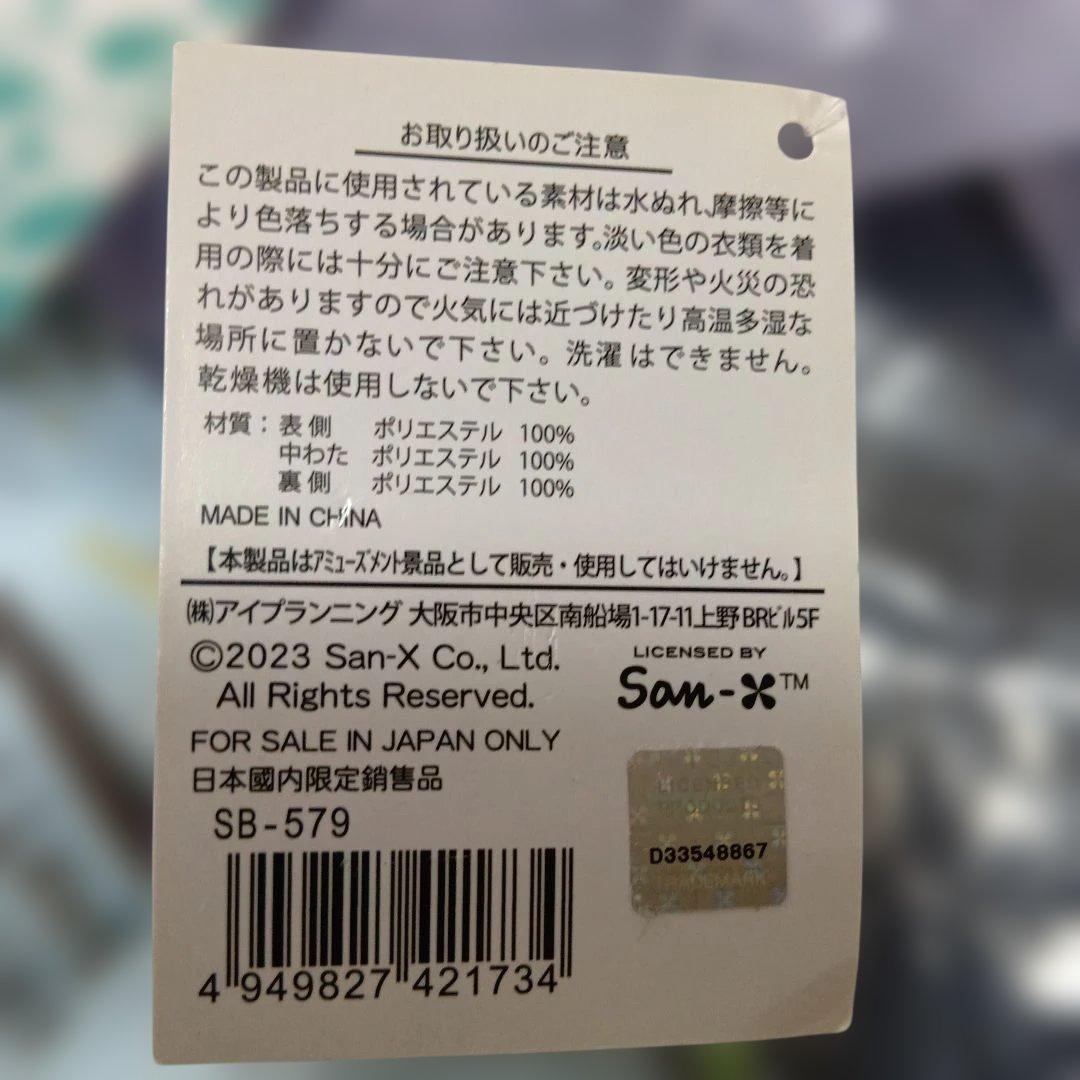 お取り扱いのご注意
この製品に使用されている素材は水ぬれ、摩擦等に
より色落ちする場合があります。淡い色の衣類を着
用の際には十分にご注意下さい。変形や火災の恐
れがありますので火気には近づけたり高温多湿な
場所に置かないで下さい。洗濯はできません。
乾燥機は使用しないで下さい。
材質：表側 ポリエステル 100%
中わた ポリエステル 100%
裏側 ポリエステル 100%
MADE IN CHINA
【本製品はｱﾐｭｰｽﾞﾒﾝﾄ景品として販売・使用してはいけません。】
㈱アイプランニング 大阪市中央区南船場1-17-11上野BRﾋﾞﾙ5F
©2023 San-X Co., Ltd.
All Rights Reserved.
LICENSED BY
San-X™
FOR SALE IN JAPAN ONLY
日本國内限定銷售品
SB-579
LICENSED
PRODUCT
D33548867
TRADEMARK
4 949827 421734